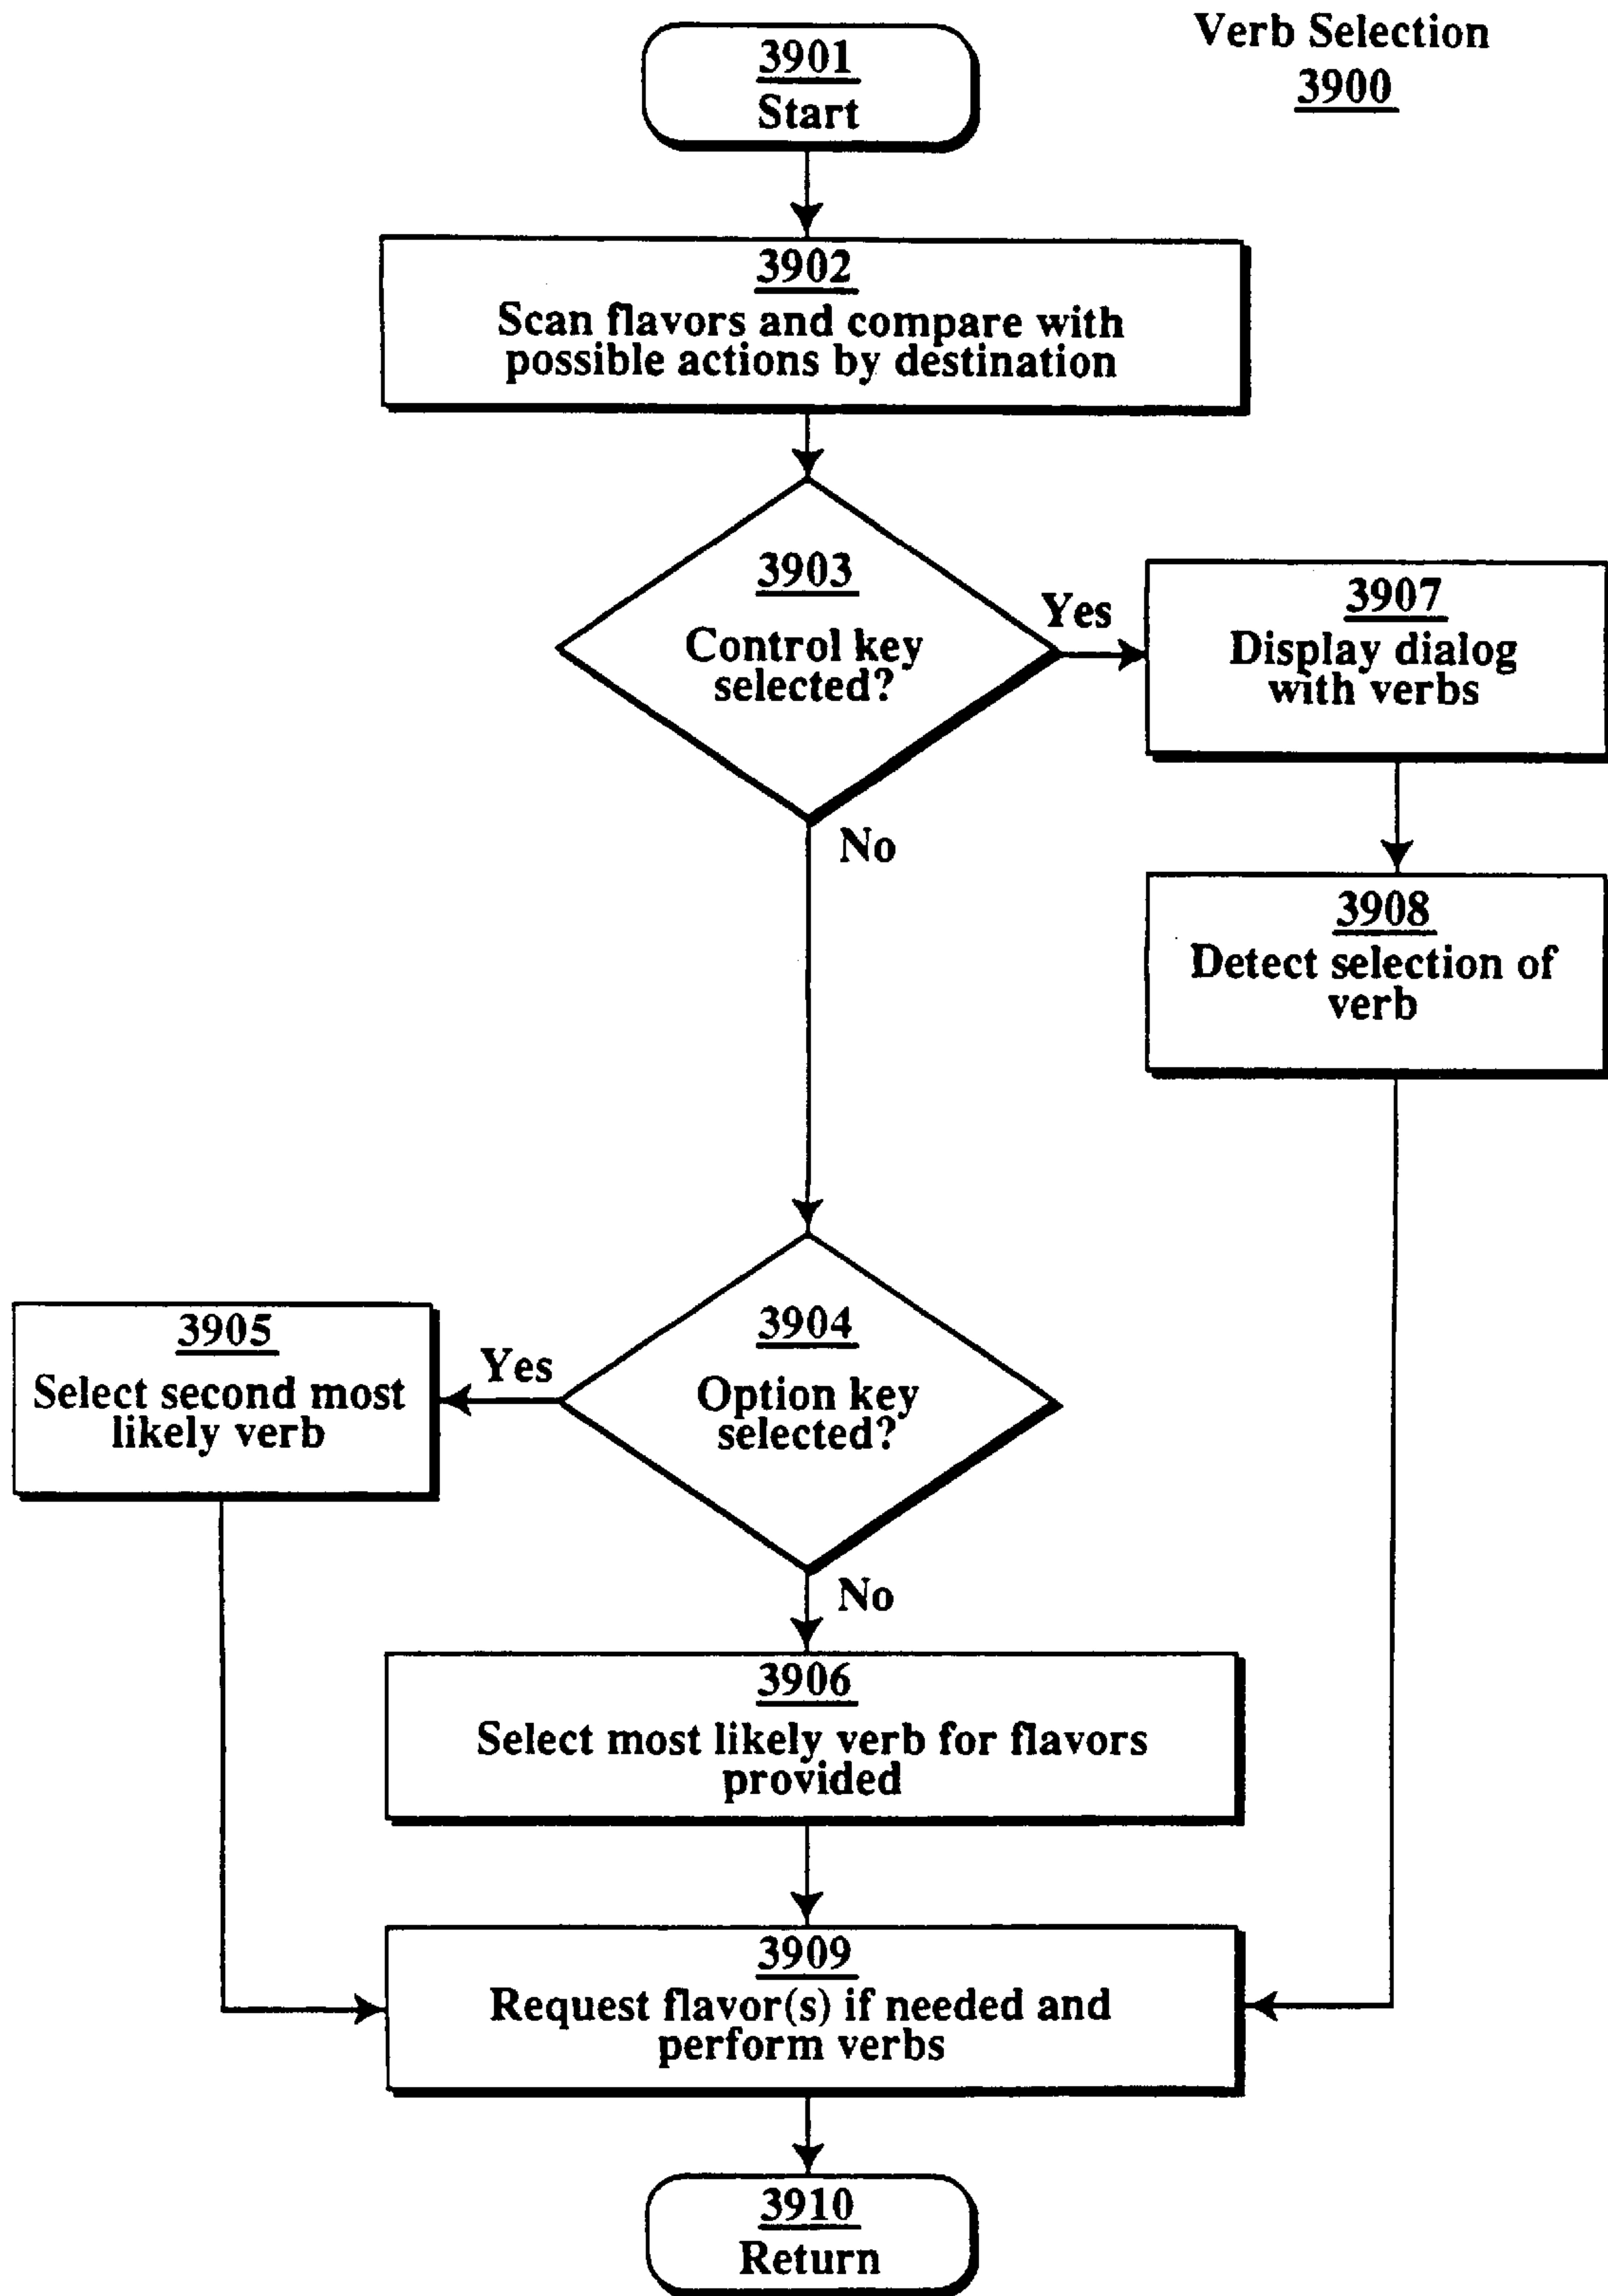 Verb Selection
3900
3901
Start
3902
Scan flavors and compare with
possible actions by destination
3903
Control key
selected?
Yes
No
3907
Display dialog
with verbs
3908
Detect selection of
verb
3904
Option key
selected?
Yes
No
3905
Select second most
likely verb
3906
Select most likely verb for flavors
provided
3909
Request flavor(s) if needed and
perform verbs
3910
Return